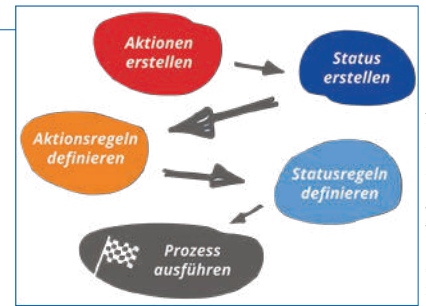 Aktionen
erstellen
Status
erstellen
Aktionsregeln
definieren
Statusregeln
definieren
Prozess
ausführen